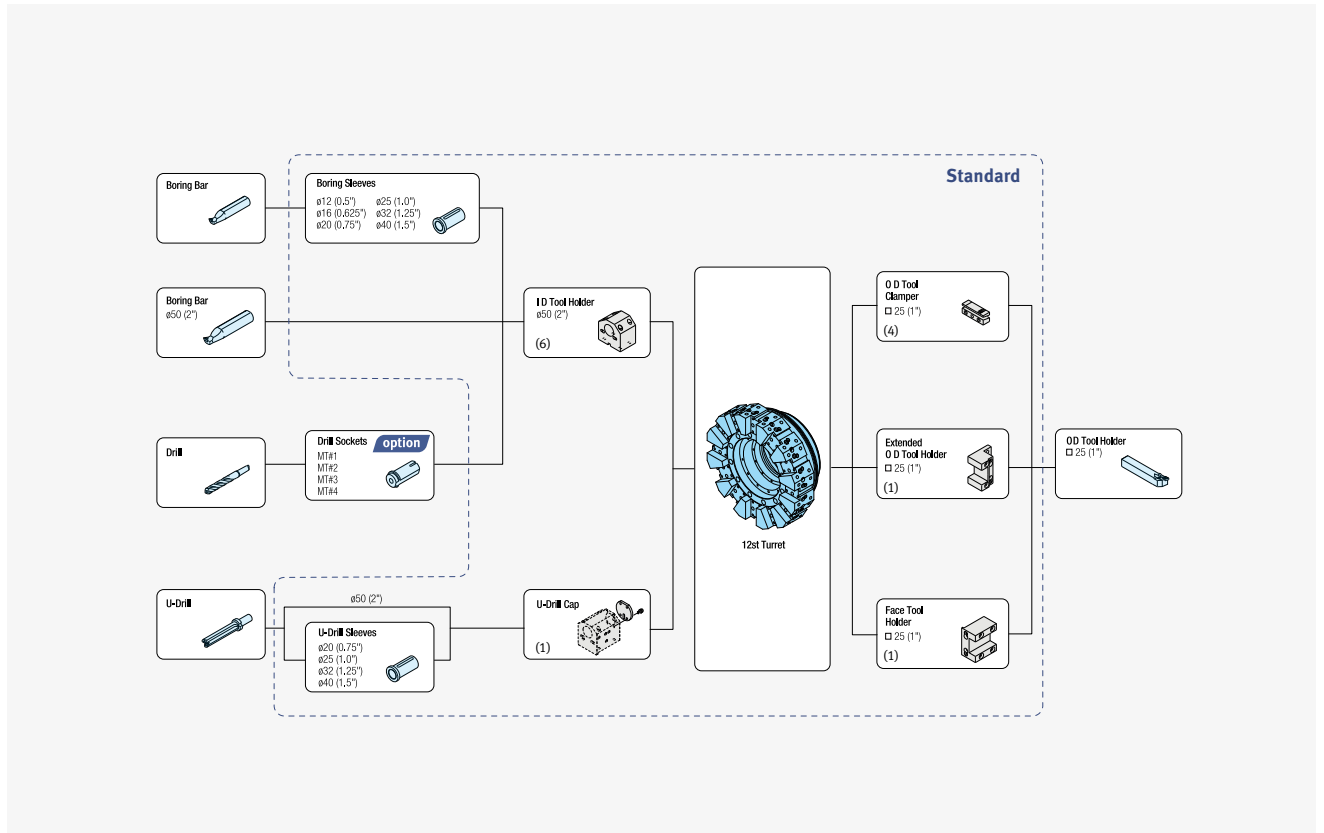 Standard
Boring Bar
Boring Sleeves
ø12 (0.5") ø25 (1.0")
ø16 (0.625") ø32 (1.25")
ø20 (0.75") ø40 (1.5")
Boring Bar
ø50 (2")
I D Tool Holder
ø50 (2")
(6)
Drill
Drill Sockets
option
MT#1
MT#2
MT#3
MT#4
U-Drill
ø50 (2")
U-Drill Sleeves
ø20 (0.75")
ø25 (1.0")
ø32 (1.25")
ø40 (1.5")
U-Drill Cap
(1)
12st Turret
O D Tool
Clamper
□ 25 (1")
(4)
Extended
O D Tool Holder
□ 25 (1")
(1)
Face Tool
Holder
□ 25 (1")
(1)
OD Tool Holder
□ 25 (1")